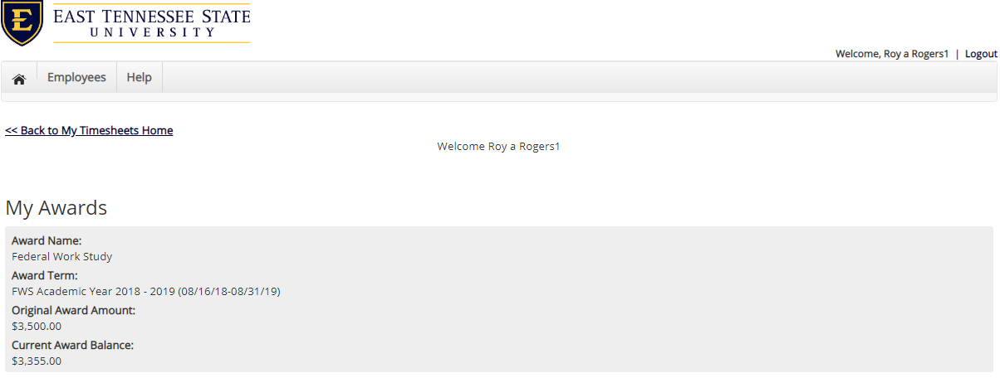 E
EAST TENNESSEE STATE
UNIVERSITY
Welcome, Roy a Rogers1 | Logout
Employees Help
<< Back to My Timesheets Home
Welcome Roy a Rogers1
My Awards
Award Name:
Federal Work Study
Award Term:
FWS Academic Year 2018 - 2019 (08/16/18-08/31/19)
Original Award Amount:
$3,500.00
Current Award Balance:
$3,355.00